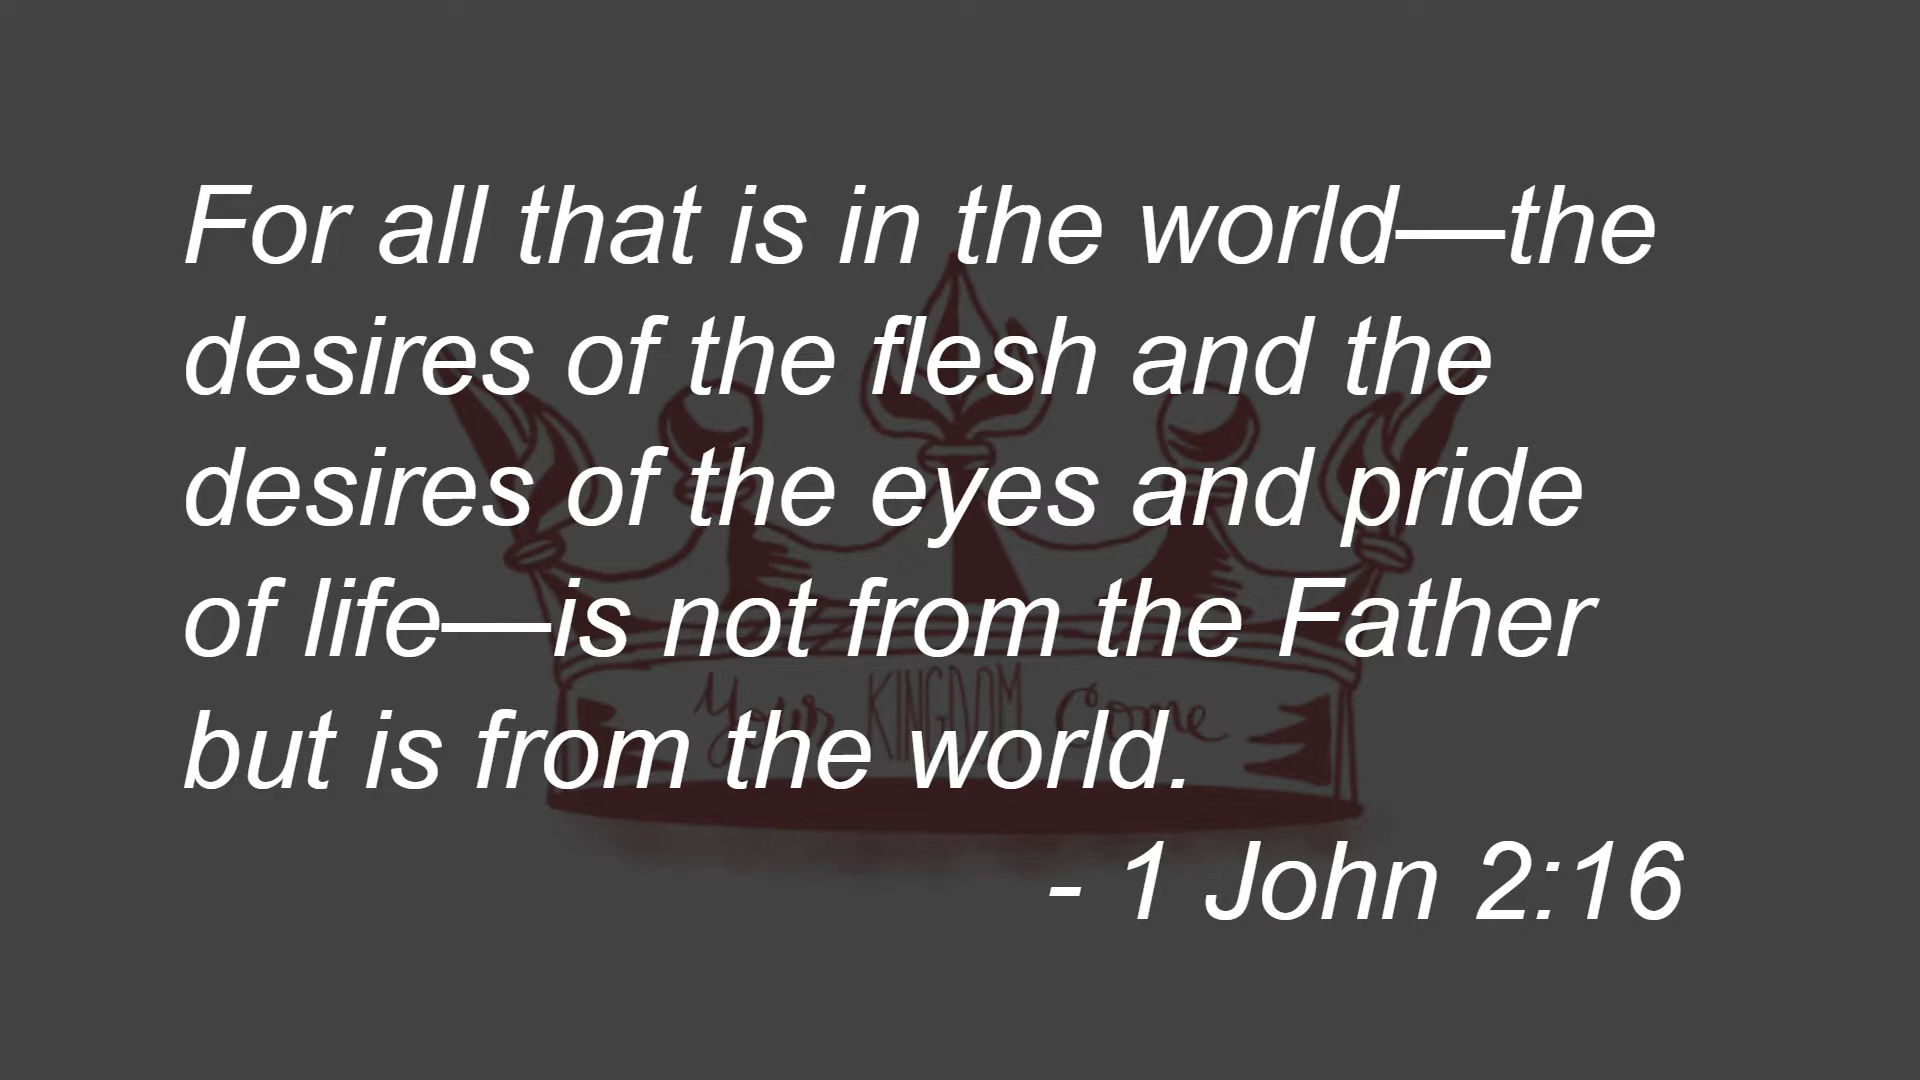 For all that is in the world—the
desires of the flesh and the
desires of the eyes and pride
of life—is not from the Father
but is from the world.
- 1 John 2:16
Your KINGDOM Come